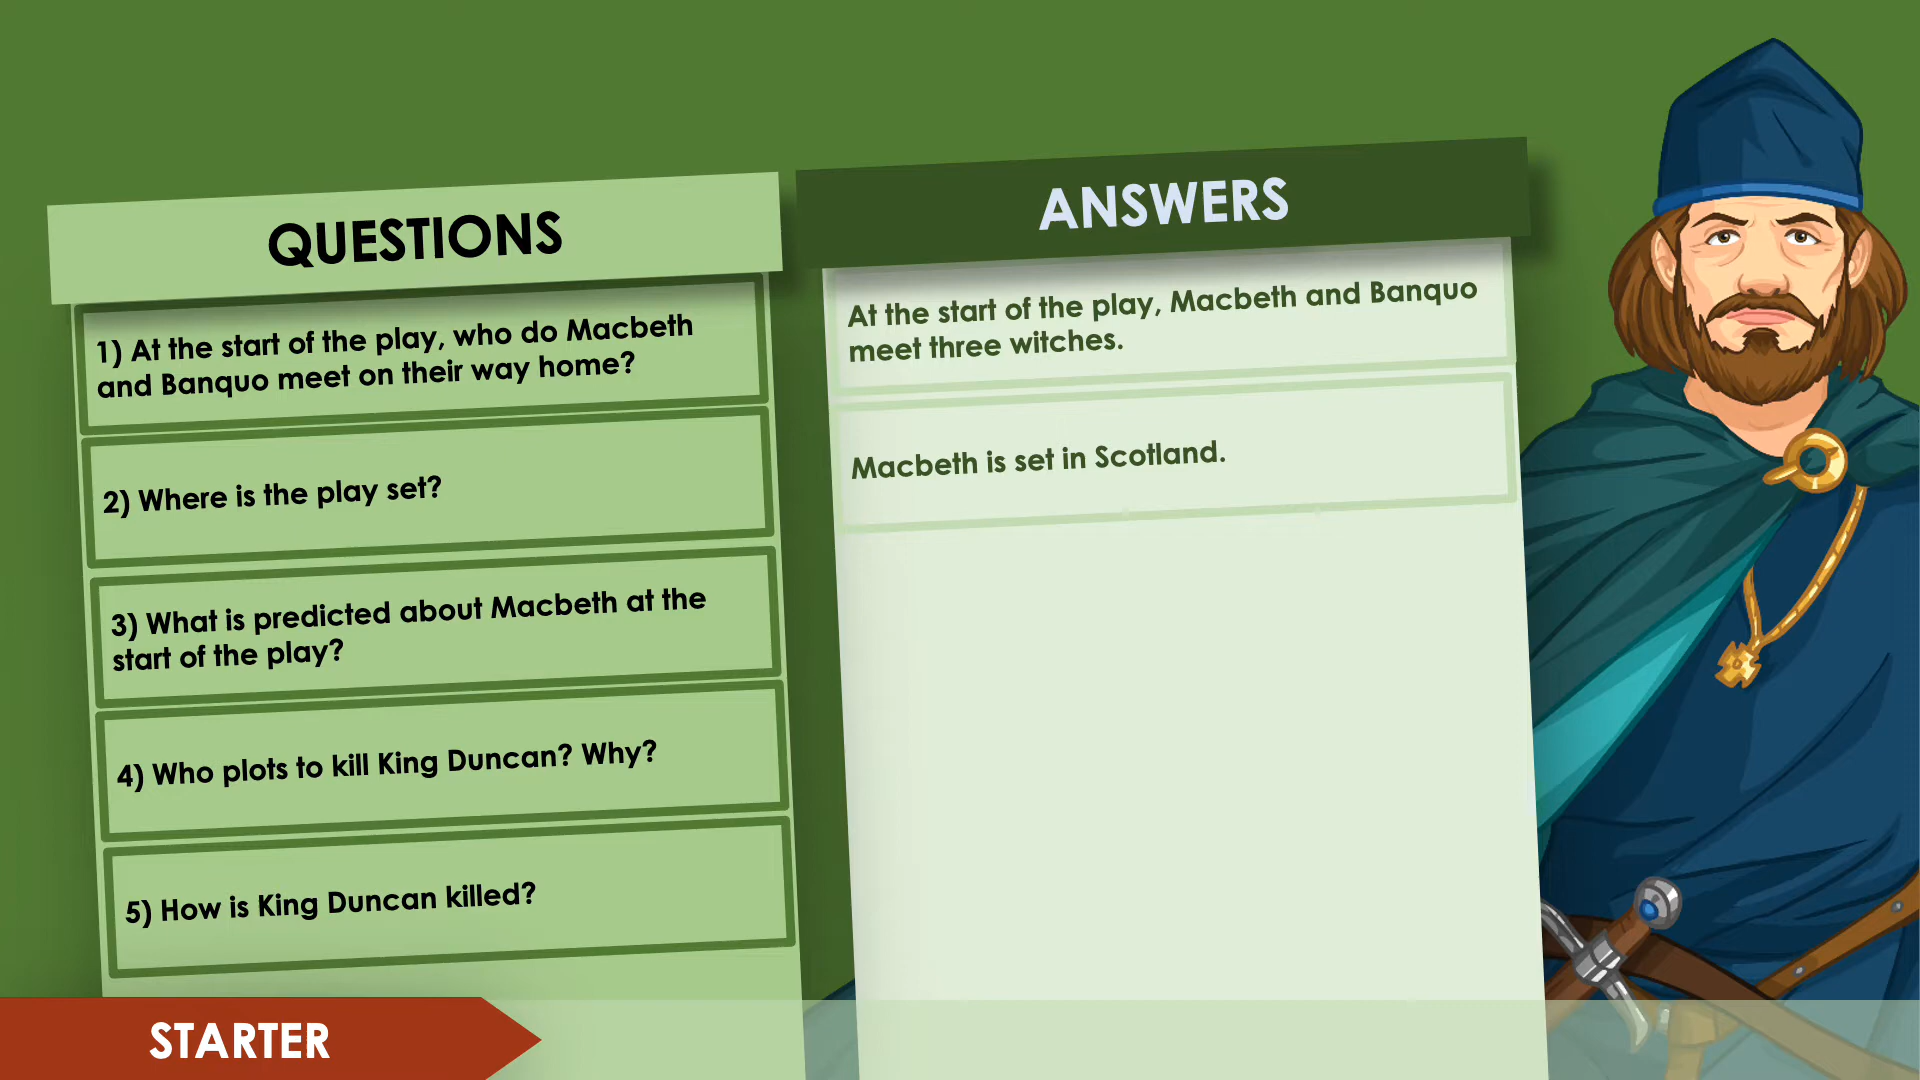 QUESTIONS
1) At the start of the play, who do Macbeth
and Banquo meet on their way home?
2) Where is the play set?
3) What is predicted about Macbeth at the
start of the play?
4) Who plots to kill King Duncan? Why?
5) How is King Duncan killed?
ANSWERS
At the start of the play, Macbeth and Banquo
meet three witches.
Macbeth is set in Scotland.
STARTER